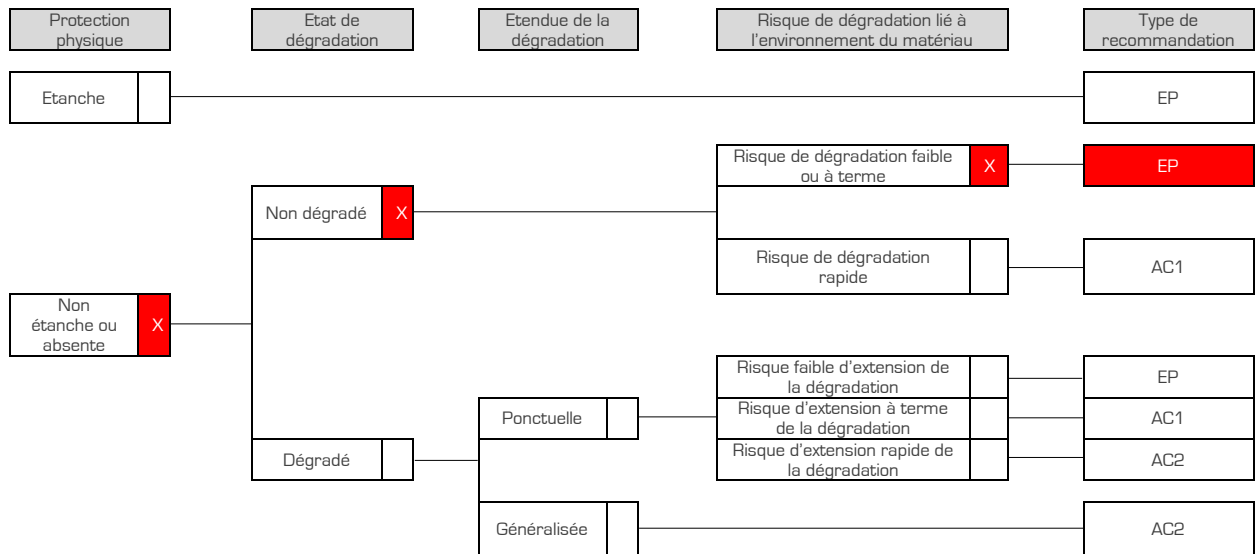 Protection
physique
Etat de
dégradation
Etendue de la
dégradation
Risque de dégradation lié à
l'environnement du matériau
Type de
recommandation
Etanche
EP
Risque de dégradation faible
ou à terme
X
EP
Non dégradé
X
Risque de dégradation
rapide
AC1
Non
étanche ou
absente
X
Risque faible d'extension de
la dégradation
EP
Ponctuelle
Risque d'extension à terme
de la dégradation
AC1
Dégradé
Risque d'extension rapide de
la dégradation
AC2
Généralisée
AC2